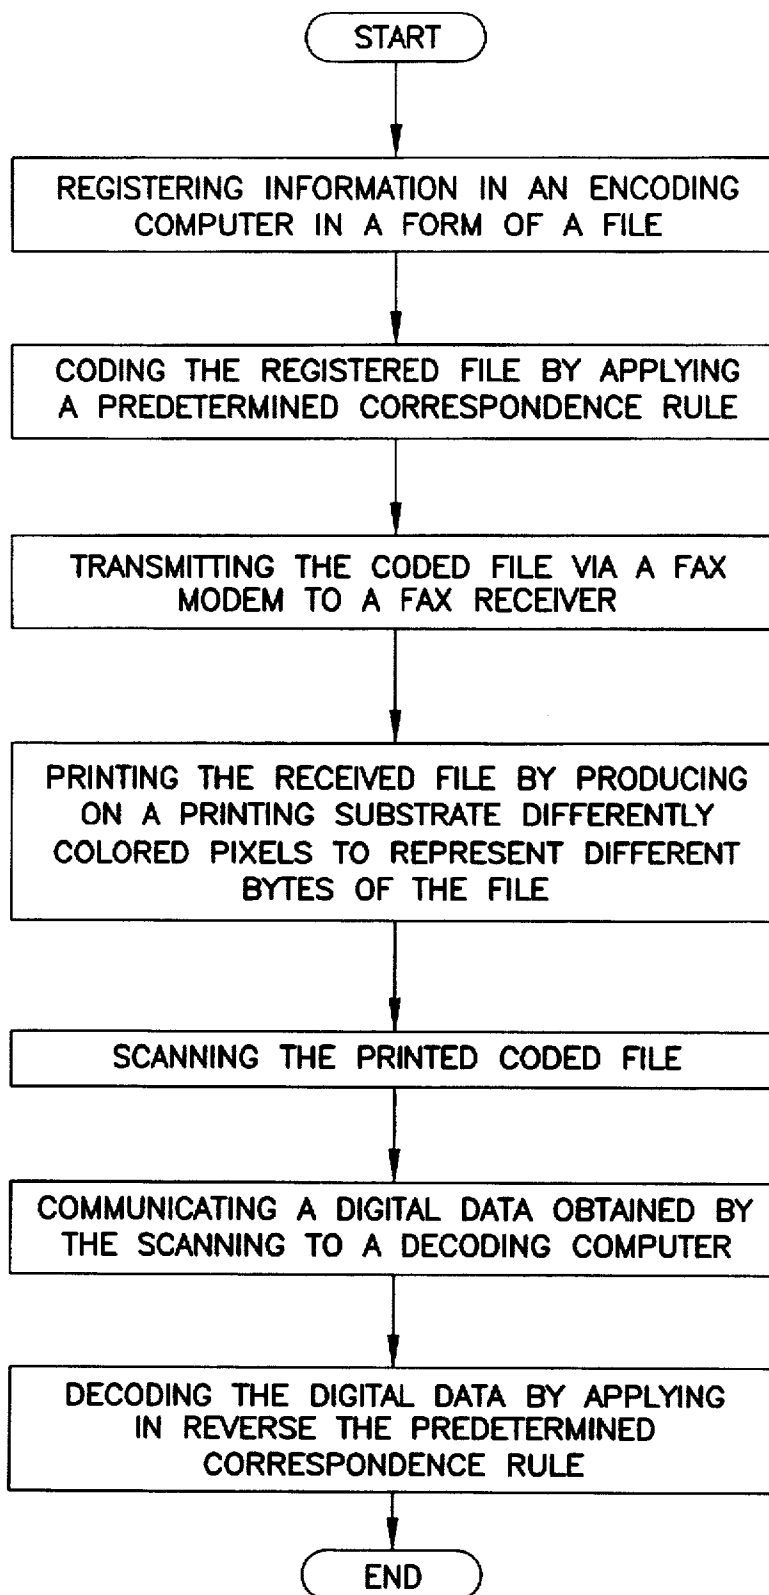 START
REGISTERING INFORMATION IN AN ENCODING
COMPUTER IN A FORM OF A FILE
CODING THE REGISTERED FILE BY APPLYING
A PREDETERMINED CORRESPONDENCE RULE
TRANSMITTING THE CODED FILE VIA A FAX
MODEM TO A FAX RECEIVER
PRINTING THE RECEIVED FILE BY PRODUCING
ON A PRINTING SUBSTRATE DIFFERENTLY
COLORED PIXELS TO REPRESENT DIFFERENT
BYTES OF THE FILE
SCANNING THE PRINTED CODED FILE
COMMUNICATING A DIGITAL DATA OBTAINED BY
THE SCANNING TO A DECODING COMPUTER
DECODING THE DIGITAL DATA BY APPLYING
IN REVERSE THE PREDETERMINED
CORRESPONDENCE RULE
END